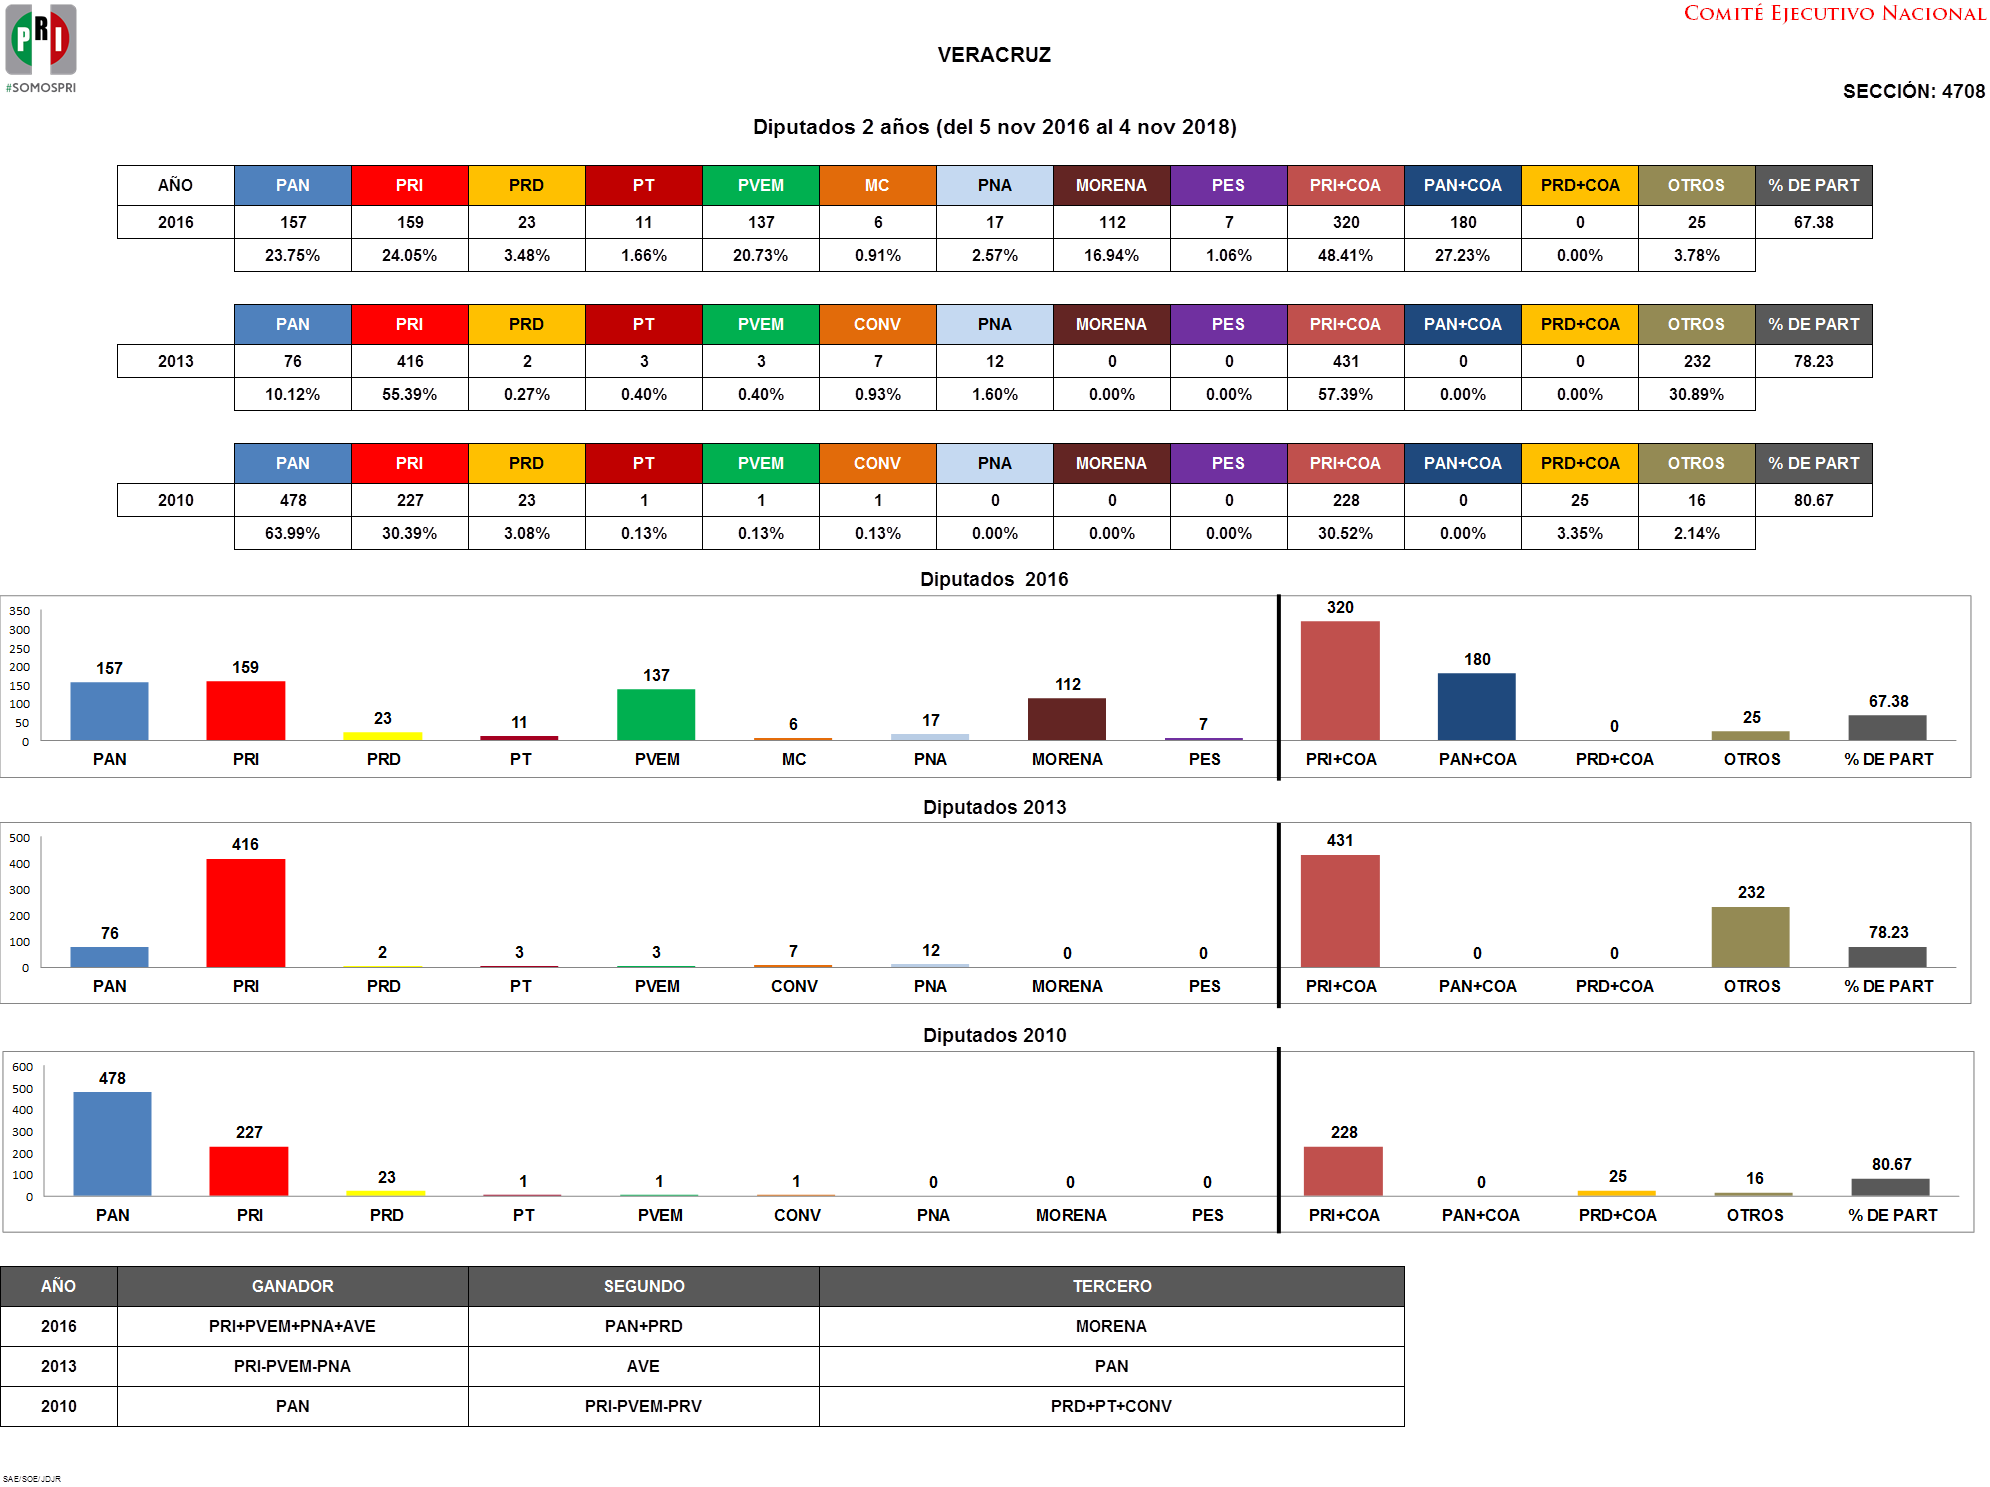 PRI
#SOMOSPRI
COMITÉ EJECUTIVO NACIONAL
VERACRUZ
SECCIÓN: 4708
Diputados 2 años (del 5 nov 2016 al 4 nov 2018)
AÑO PAN PRI PRD PT PVEM MC PNA MORENA PES PRI+COA PAN+COA PRD+COA OTROS % DE PART
2016 157 159 23 11 137 6 17 112 7 320 180 0 25 67.38
23.75% 24.05% 3.48% 1.66% 20.73% 0.91% 2.57% 16.94% 1.06% 48.41% 27.23% 0.00% 3.78%
PAN PRI PRD PT PVEM CONV PNA MORENA PES PRI+COA PAN+COA PRD+COA OTROS % DE PART
2013 76 416 2 3 3 7 12 0 0 431 0 0 232 78.23
10.12% 55.39% 0.27% 0.40% 0.40% 0.93% 1.60% 0.00% 0.00% 57.39% 0.00% 0.00% 30.89%
PAN PRI PRD PT PVEM CONV PNA MORENA PES PRI+COA PAN+COA PRD+COA OTROS % DE PART
2010 478 227 23 1 1 1 0 0 0 228 0 25 16 80.67
63.99% 30.39% 3.08% 0.13% 0.13% 0.13% 0.00% 0.00% 0.00% 30.52% 0.00% 3.35% 2.14%
Diputados 2016
350
300
250
200
150
100
50
0
157 159 23 11 137 6 17 112 7 320 180 0 25 67.38
PAN PRI PRD PT PVEM MC PNA MORENA PES PRI+COA PAN+COA PRD+COA OTROS % DE PART
Diputados 2013
500
400
300
200
100
0
76 416 2 3 3 7 12 0 0 431 0 0 232 78.23
PAN PRI PRD PT PVEM CONV PNA MORENA PES PRI+COA PAN+COA PRD+COA OTROS % DE PART
Diputados 2010
600
500
400
300
200
100
0
478 227 23 1 1 1 0 0 0 228 0 25 16 80.67
PAN PRI PRD PT PVEM CONV PNA MORENA PES PRI+COA PAN+COA PRD+COA OTROS % DE PART
AÑO GANADOR SEGUNDO TERCERO
2016 PRI+PVEM+PNA+AVE PAN+PRD MORENA
2013 PRI-PVEM-PNA AVE PAN
2010 PAN PRI-PVEM-PRV PRD+PT+CONV
SAE/SOE/JDJR